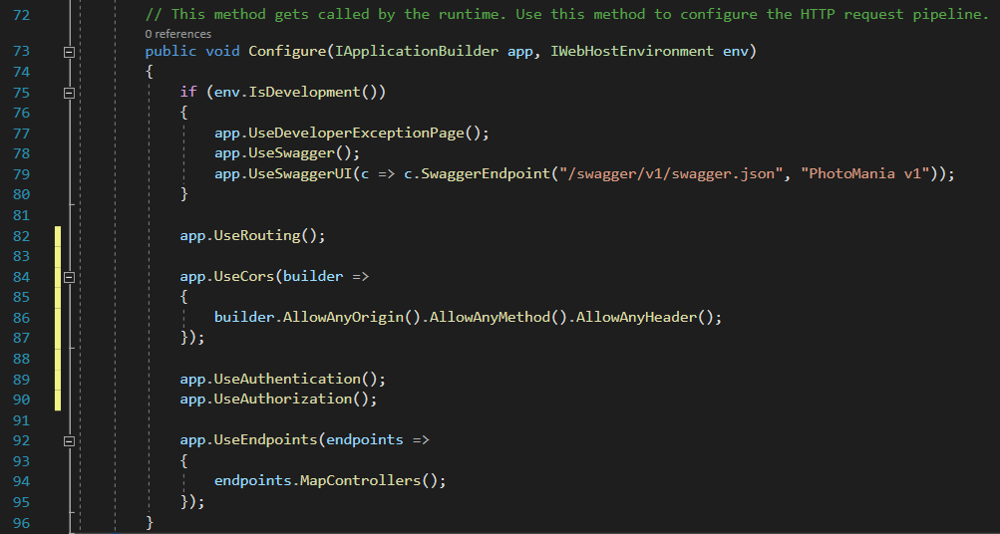 72 // This method gets called by the runtime. Use this method to configure the HTTP request pipeline.
0 references
73 public void Configure(IApplicationBuilder app, IWebHostEnvironment env)
74 {
75 if (env.IsDevelopment())
76 {
77 app.UseDeveloperExceptionPage();
78 app.UseSwagger();
79 app.UseSwaggerUI(c => c.SwaggerEndpoint("/swagger/v1/swagger.json", "PhotoMania v1"));
80 }
81
82 app.UseRouting();
83
84 app.UseCors(builder =>
85 {
86 builder.AllowAnyOrigin().AllowAnyMethod().AllowAnyHeader();
87 });
88
89 app.UseAuthentication();
90 app.UseAuthorization();
91
92 app.UseEndpoints(endpoints =>
93 {
94 endpoints.MapControllers();
95 });
96 }